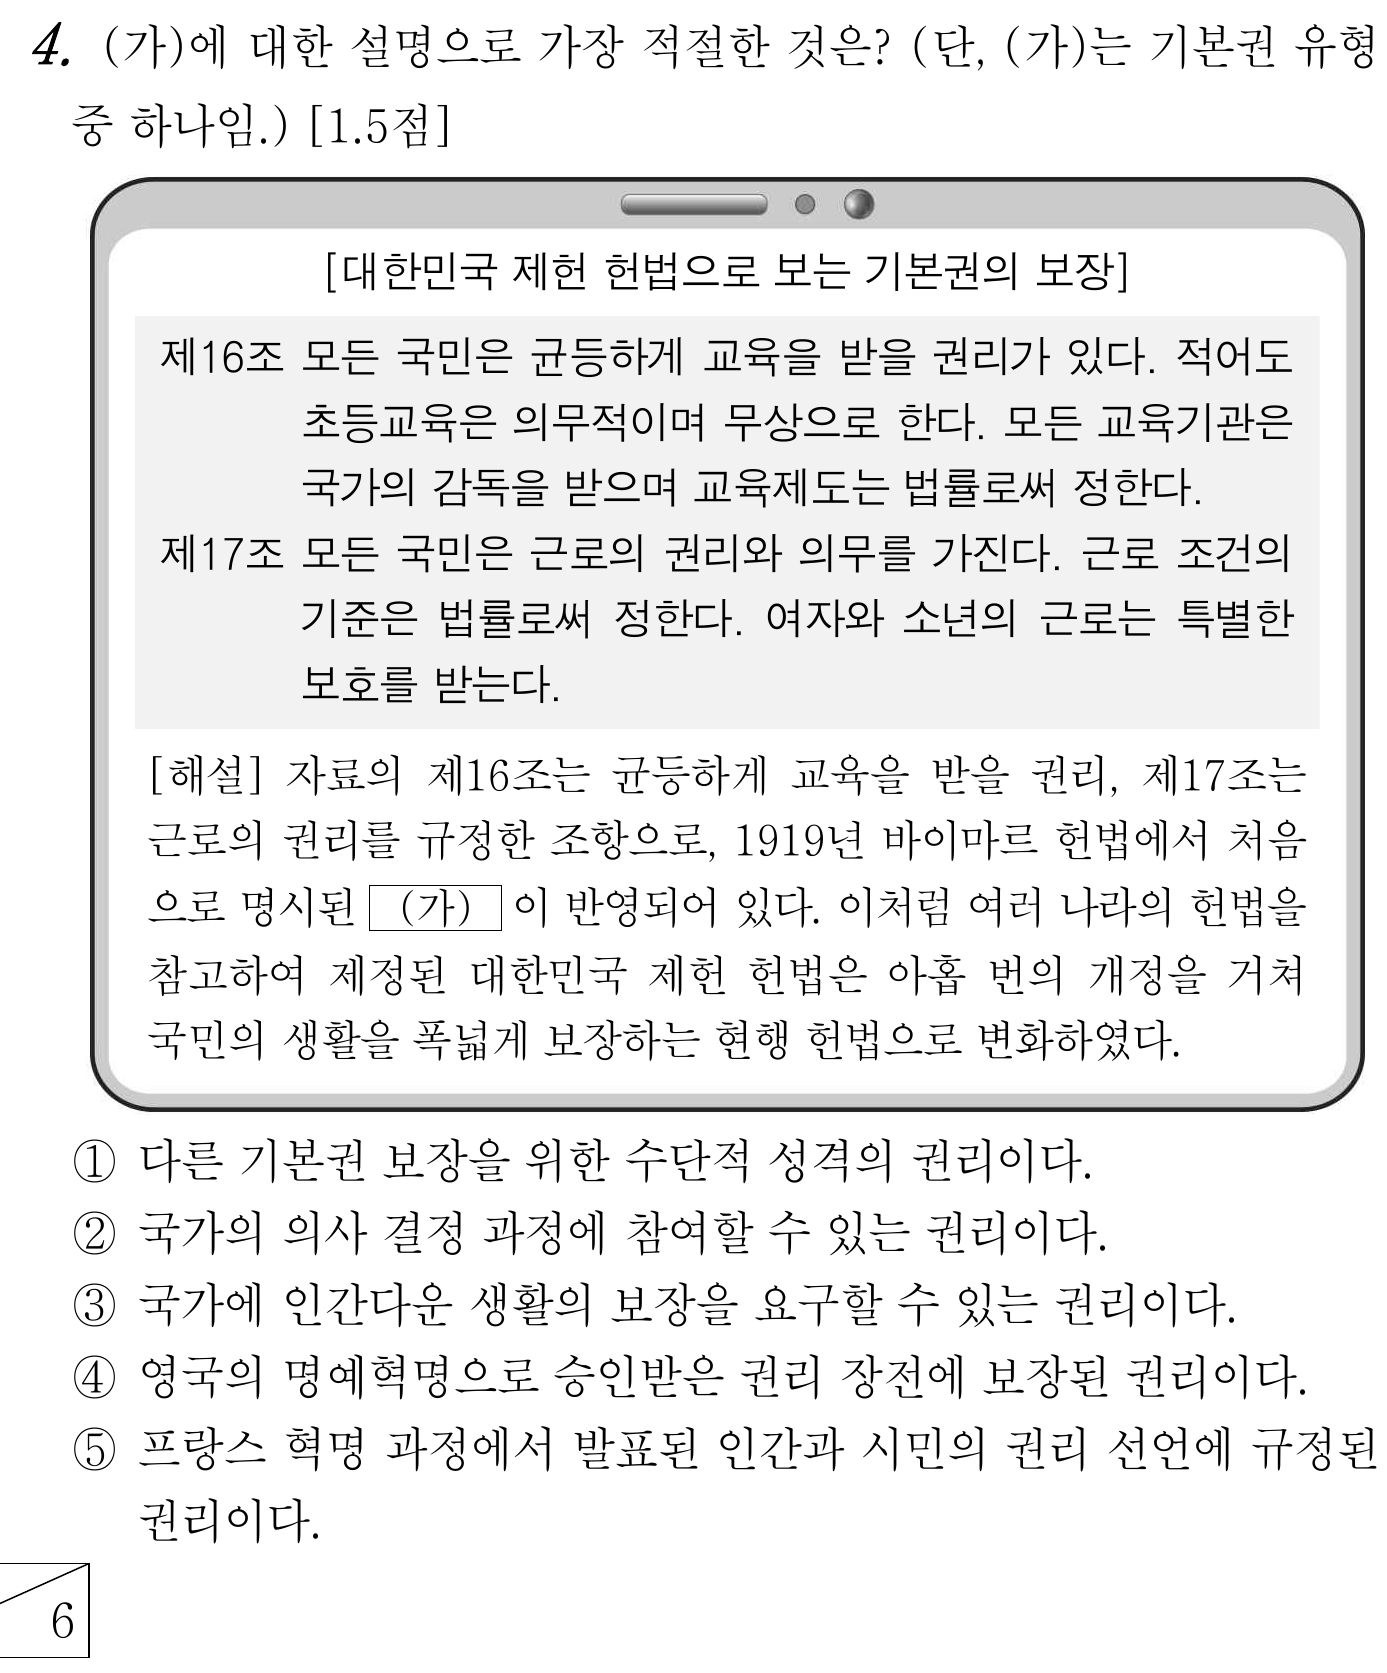 4. (가)에 대한 설명으로 가장 적절한 것은? (단, (가)는 기본권 유형
중 하나임.) [1.5점]
[대한민국 제헌 헌법으로 보는 기본권의 보장]
제16조 모든 국민은 균등하게 교육을 받을 권리가 있다. 적어도
초등교육은 의무적이며 무상으로 한다. 모든 교육기관은
국가의 감독을 받으며 교육제도는 법률로써 정한다.
제17조 모든 국민은 근로의 권리와 의무를 가진다. 근로 조건의
기준은 법률로써 정한다. 여자와 소년의 근로는 특별한
보호를 받는다.
[해설] 자료의 제16조는 균등하게 교육을 받을 권리, 제17조는
근로의 권리를 규정한 조항으로, 1919년 바이마르 헌법에서 처음
으로 명시된 (가) 이 반영되어 있다. 이처럼 여러 나라의 헌법을
참고하여 제정된 대한민국 제헌 헌법은 아홉 번의 개정을 거쳐
국민의 생활을 폭넓게 보장하는 현행 헌법으로 변화하였다.
① 다른 기본권 보장을 위한 수단적 성격의 권리이다.
② 국가의 의사 결정 과정에 참여할 수 있는 권리이다.
③ 국가에 인간다운 생활의 보장을 요구할 수 있는 권리이다.
④ 영국의 명예혁명으로 승인받은 권리 장전에 보장된 권리이다.
⑤ 프랑스 혁명 과정에서 발표된 인간과 시민의 권리 선언에 규정된
권리이다.
6